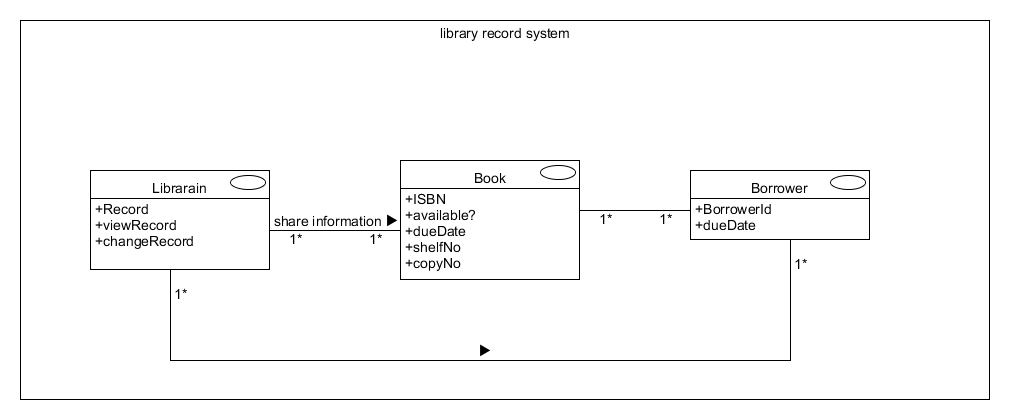 library record system
Librarain
+Record
+viewRecord
+changeRecord
share information
1*
1*
Book
+ISBN
+available?
+dueDate
+shelfNo
+copyNo
1*
1*
Borrower
+BorrowerId
+dueDate
1*
1*